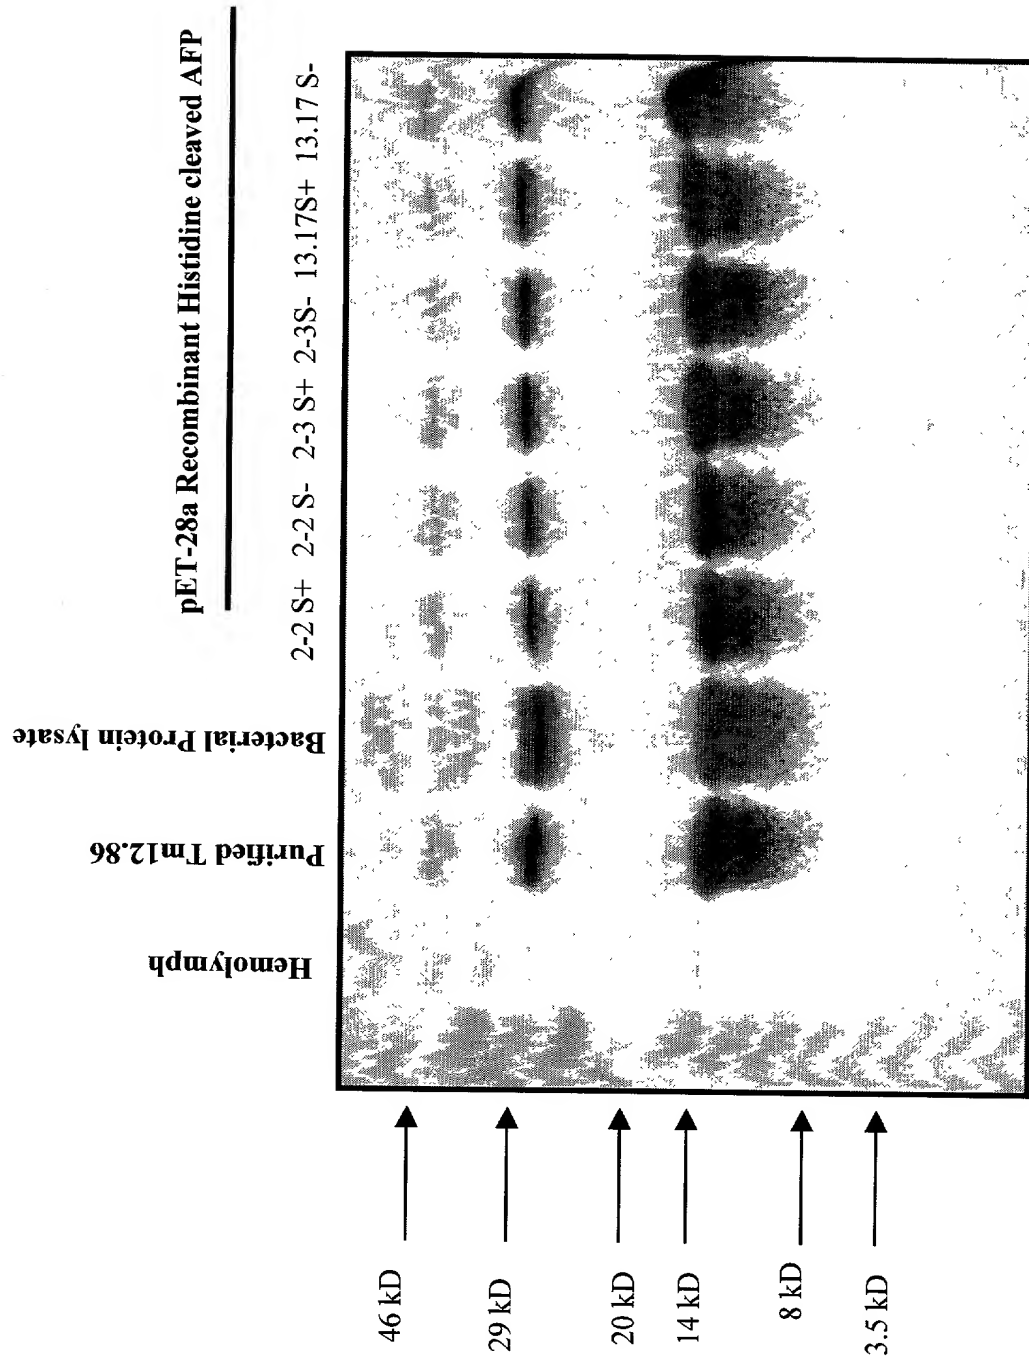 pET-28a Recombinant Histidine cleaved AFP
Hemolymph
Purified Tm12.86
Bacterial Protein lysate
2-2 S+
2-2 S-
2-3 S+
2-3S-
13.17S+
13.17 S-
46 kD
29 kD
20 kD
14 kD
8 kD
3.5 kD